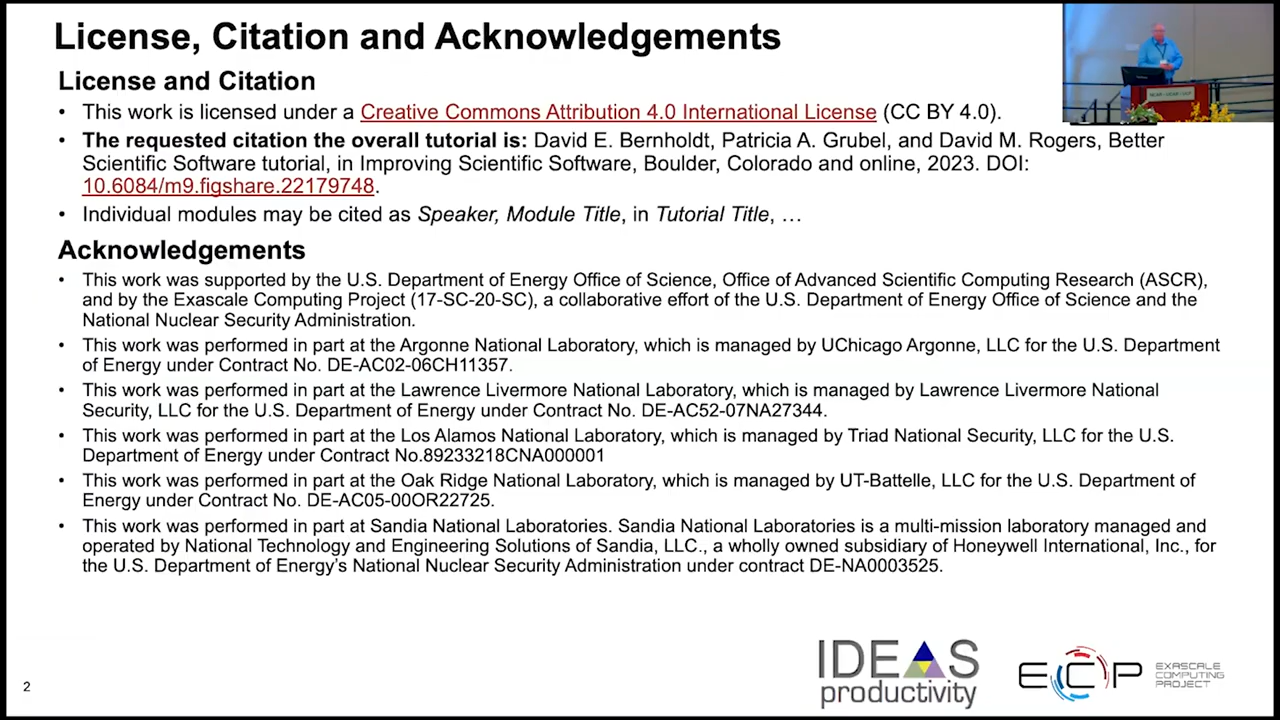 License, Citation and Acknowledgements
License and Citation
• This work is licensed under a Creative Commons Attribution 4.0 International License (CC BY 4.0).
• The requested citation the overall tutorial is: David E. Bernholdt, Patricia A. Grubel, and David M. Rogers, Better
Scientific Software tutorial, in Improving Scientific Software, Boulder, Colorado and online, 2023. DOI:
10.6084/m9.figshare.22179748.
• Individual modules may be cited as Speaker, Module Title, in Tutorial Title, …
Acknowledgements
• This work was supported by the U.S. Department of Energy Office of Science, Office of Advanced Scientific Computing Research (ASCR),
and by the Exascale Computing Project (17-SC-20-SC), a collaborative effort of the U.S. Department of Energy Office of Science and the
National Nuclear Security Administration.
• This work was performed in part at the Argonne National Laboratory, which is managed by UChicago Argonne, LLC for the U.S. Department
of Energy under Contract No. DE-AC02-06CH11357.
• This work was performed in part at the Lawrence Livermore National Laboratory, which is managed by Lawrence Livermore National
Security, LLC for the U.S. Department of Energy under Contract No. DE-AC52-07NA27344.
• This work was performed in part at the Los Alamos National Laboratory, which is managed by Triad National Security, LLC for the U.S.
Department of Energy under Contract No.89233218CNA000001
• This work was performed in part at the Oak Ridge National Laboratory, which is managed by UT-Battelle, LLC for the U.S. Department of
Energy under Contract No. DE-AC05-00OR22725.
• This work was performed in part at Sandia National Laboratories. Sandia National Laboratories is a multi-mission laboratory managed and
operated by National Technology and Engineering Solutions of Sandia, LLC., a wholly owned subsidiary of Honeywell International, Inc., for
the U.S. Department of Energy’s National Nuclear Security Administration under contract DE-NA0003525.
2
IDEAS
productivity
ECP
EXASCALE
COMPUTING
PROJECT